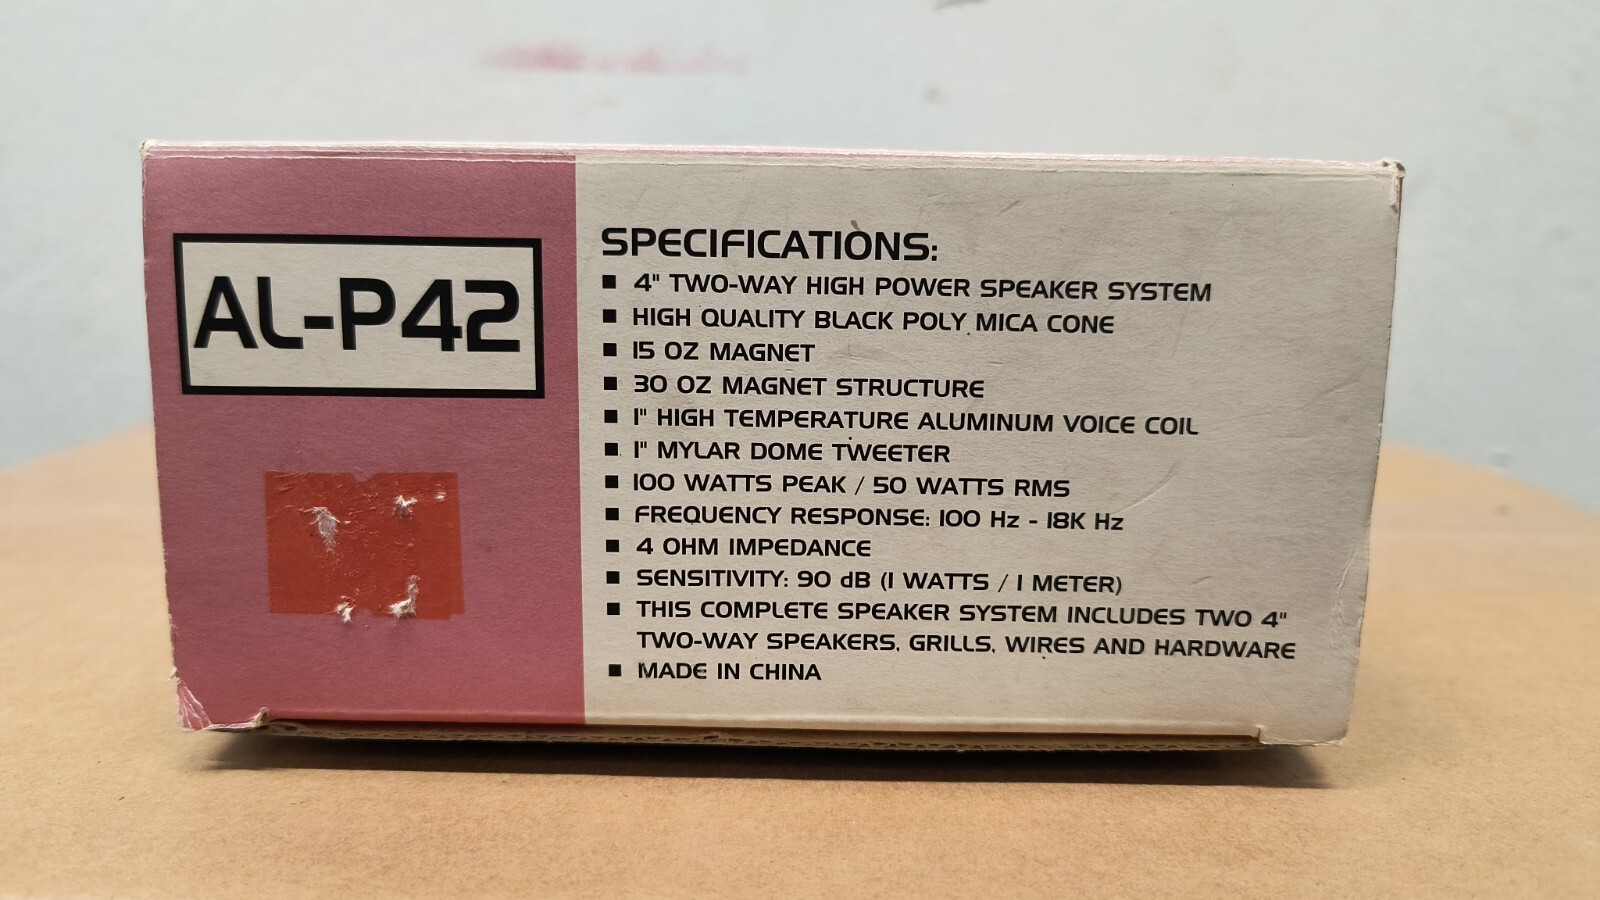 AL-P42
SPECIFICATIONS:
■ 4" TWO-WAY HIGH POWER SPEAKER SYSTEM
■ HIGH QUALITY BLACK POLY MICA CONE
■ 15 OZ MAGNET
■ 30 OZ MAGNET STRUCTURE
■ 1" HIGH TEMPERATURE ALUMINUM VOICE COIL
■ 1" MYLAR DOME TWEETER
■ 100 WATTS PEAK / 50 WATTS RMS
■ FREQUENCY RESPONSE: 100 Hz - 18K Hz
■ 4 OHM IMPEDANCE
■ SENSITIVITY: 90 dB (1 WATTS / 1 METER)
■ THIS COMPLETE SPEAKER SYSTEM INCLUDES TWO 4"
TWO-WAY SPEAKERS, GRILLS, WIRES AND HARDWARE
■ MADE IN CHINA